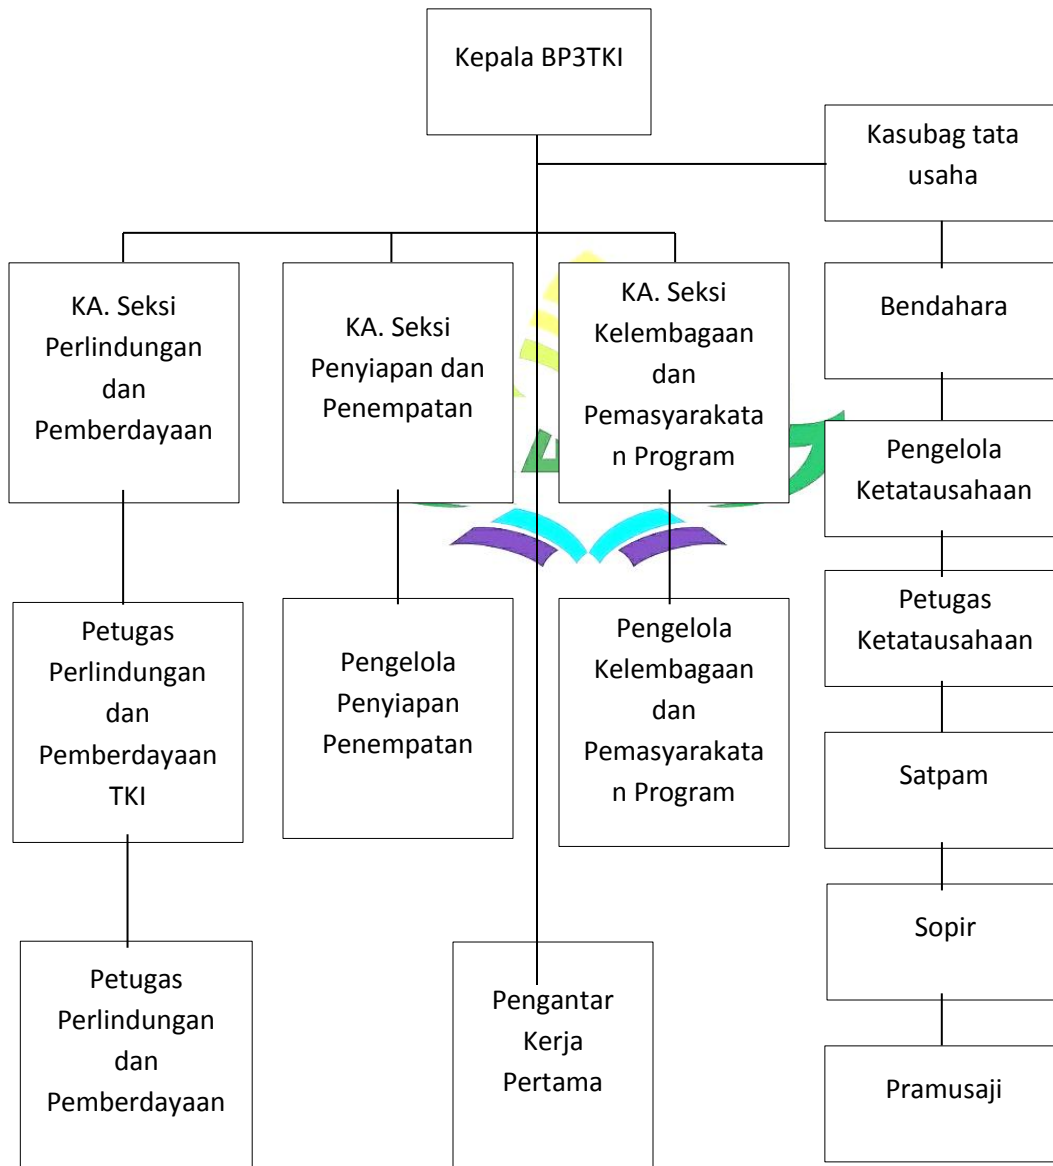 Kepala BP3TKI
Kasubag tata
usaha
KA. Seksi
Perlindungan
dan
Pemberdayaan
KA. Seksi
Penyiapan dan
Penempatan
KA. Seksi
Kelembagaan
dan
Pemasyarakata
n Program
Bendahara
Pengelola
Ketatausahaan
Petugas
Perlindungan
dan
Pemberdayaan
TKI
Pengelola
Penyiapan
Penempatan
Pengelola
Kelembagaan
dan
Pemasyarakata
n Program
Petugas
Ketatausahaan
Satpam
Sopir
Petugas
Perlindungan
dan
Pemberdayaan
Pengantar
Kerja
Pertama
Pramusaji